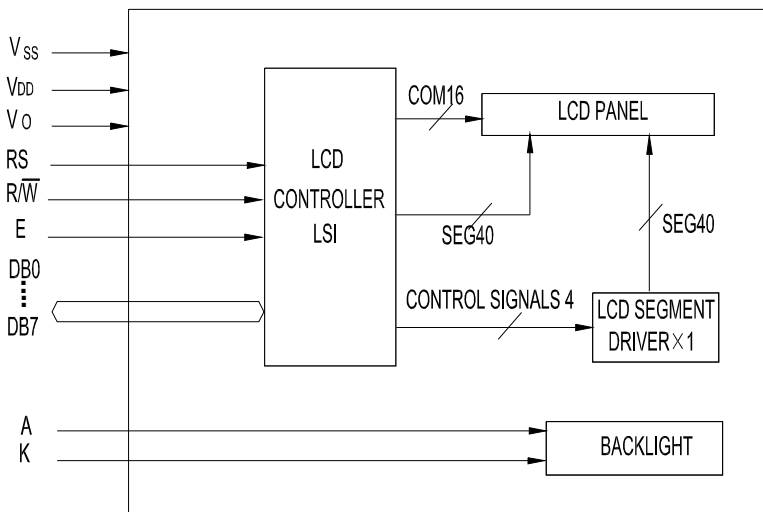 VSS
VDD
VO
RS
R/W̅
E
DB0
DB7
A
K
LCD
CONTROLLER
LSI
COM16
LCD PANEL
SEG40
SEG40
CONTROL SIGNALS 4
LCD SEGMENT
DRIVER×1
BACKLIGHT